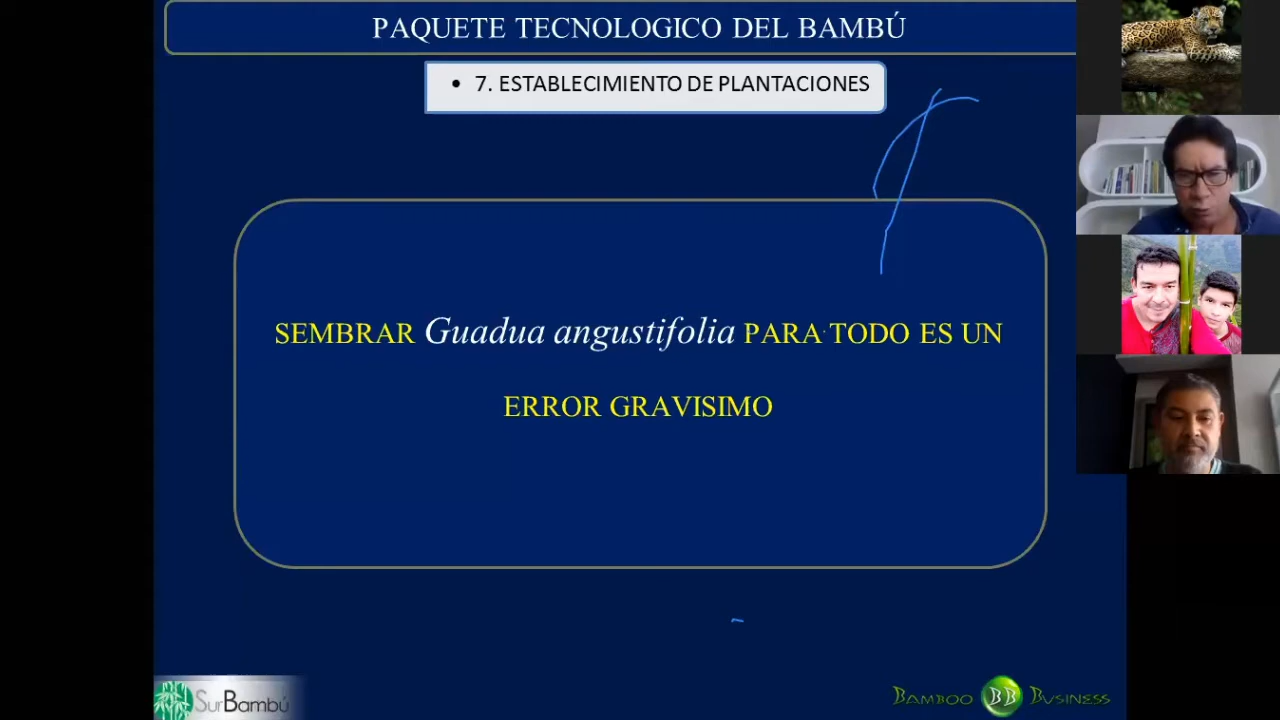 PAQUETE TECNOLOGICO DEL BAMBÚ
• 7. ESTABLECIMIENTO DE PLANTACIONES
SEMBRAR Guadua angustifolia PARA TODO ES UN
ERROR GRAVISIMO
SurBambú
BAMBOO BB BUSINESS